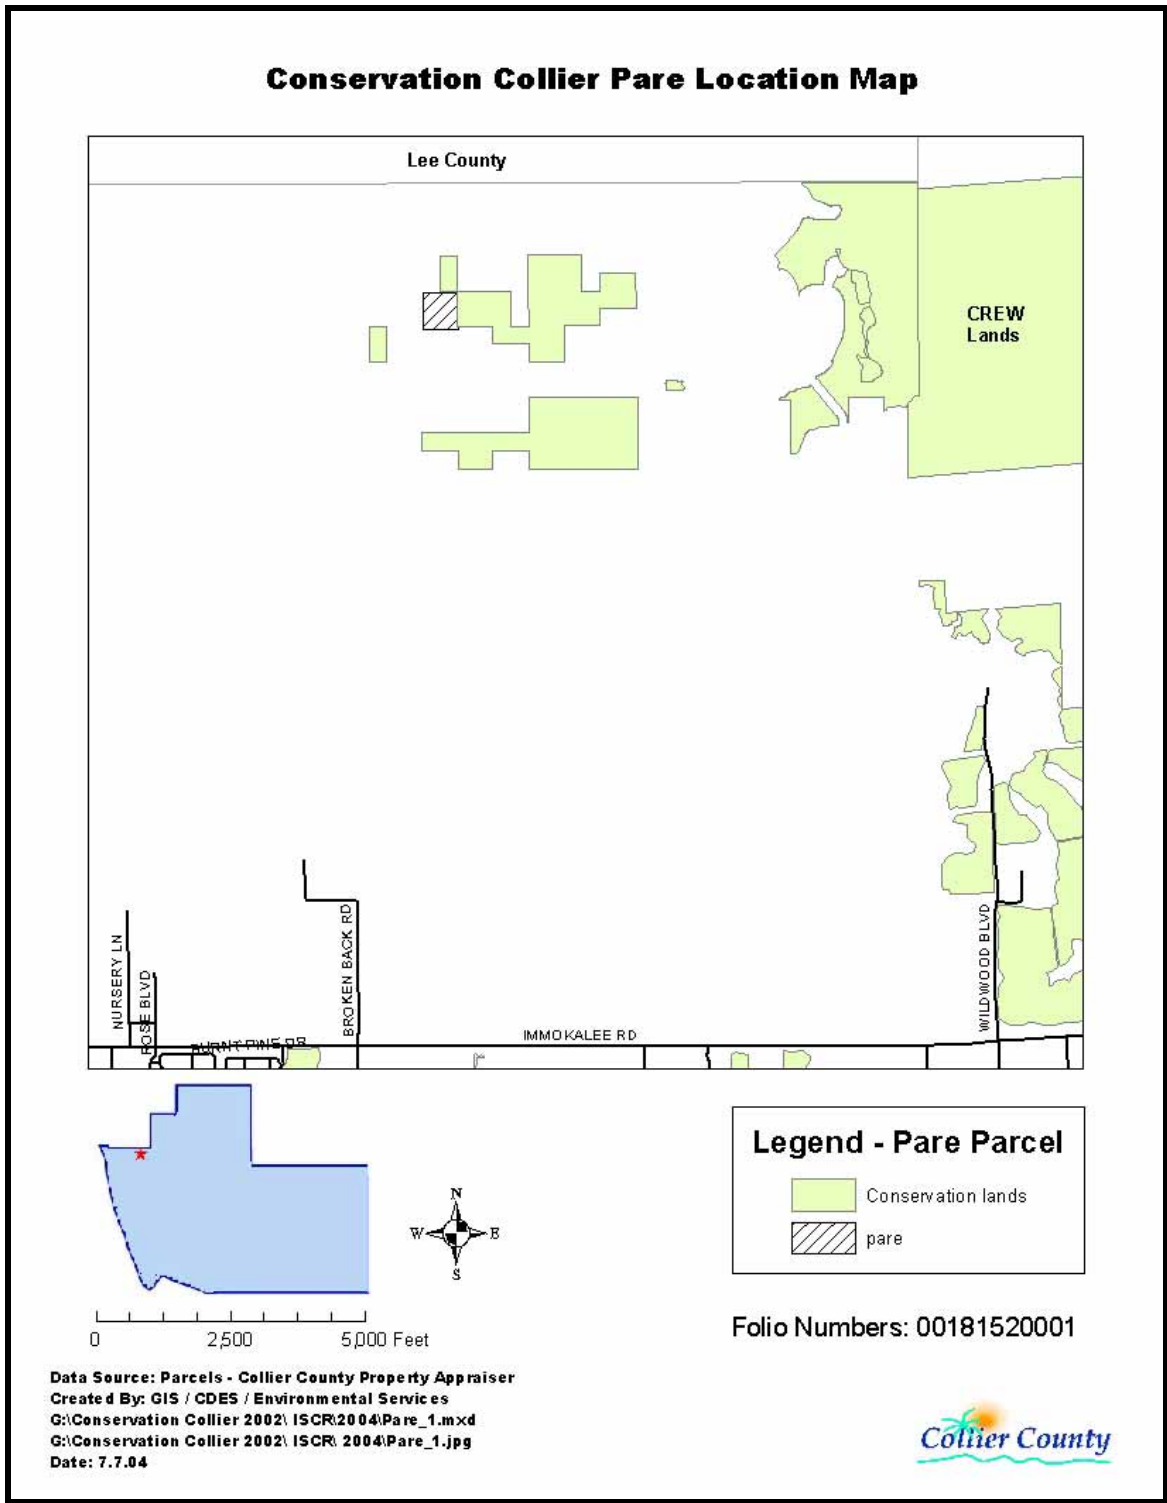 Conservation Collier Pare Location Map
Lee County
CREW
Lands
NURSERY LN
ROSE BLVD
BURNT PINE DR
BROKEN BACK RD
IMMOKALEE RD
WILDWOOD BLVD
N
W E
S
0 2,500 5,000 Feet
Legend - Pare Parcel
Conservation lands
pare
Folio Numbers: 00181520001
Data Source: Parcels - Collier County Property Appraiser
Created By: GIS / CDES / Environmental Services
G:\Conservation Collier 2002\ ISCR\2004\Pare_1.mxd
G:\Conservation Collier 2002\ ISCR\ 2004\Pare_1.jpg
Date: 7.7.04
Collier County